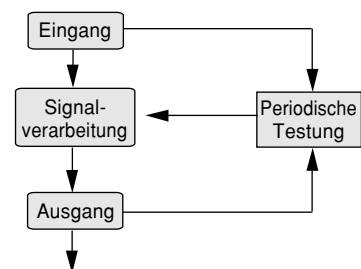 Eingang
Signal-
verarbeitung
Periodische
Testung
Ausgang